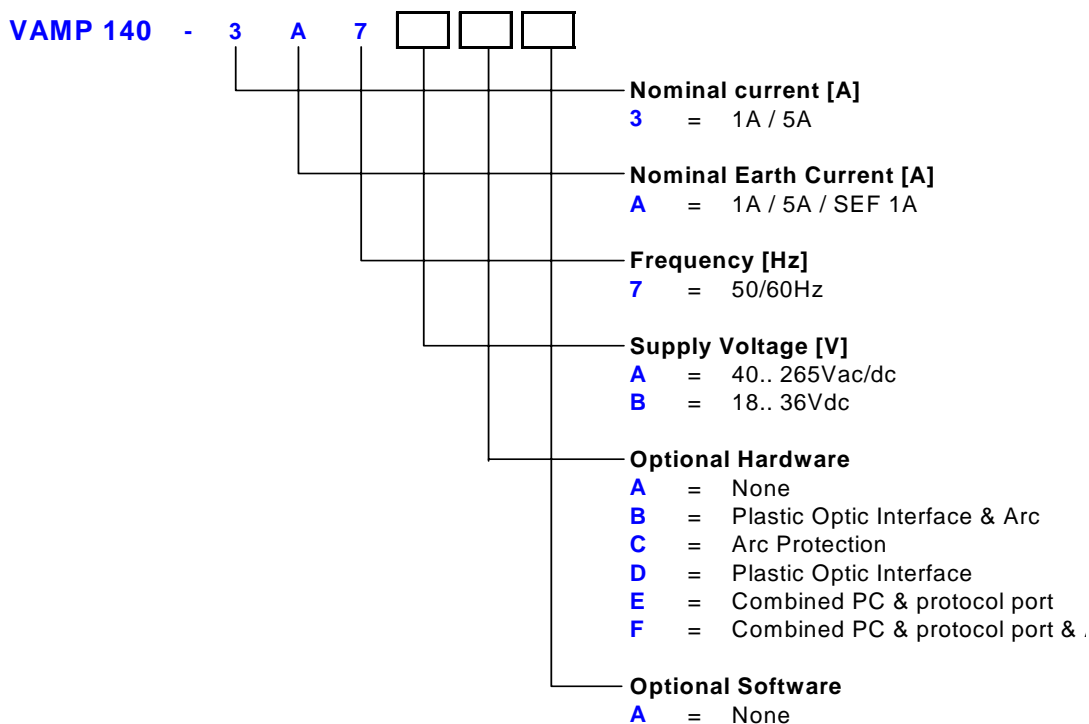 VAMP 140 - 3 A 7
Nominal current [A]
3 = 1A / 5A
Nominal Earth Current [A]
A = 1A / 5A / SEF 1A
Frequency [Hz]
7 = 50/60Hz
Supply Voltage [V]
A = 40.. 265Vac/dc
B = 18.. 36Vdc
Optional Hardware
A = None
B = Plastic Optic Interface & Arc
C = Arc Protection
D = Plastic Optic Interface
E = Combined PC & protocol port
F = Combined PC & protocol port &
Optional Software
A = None